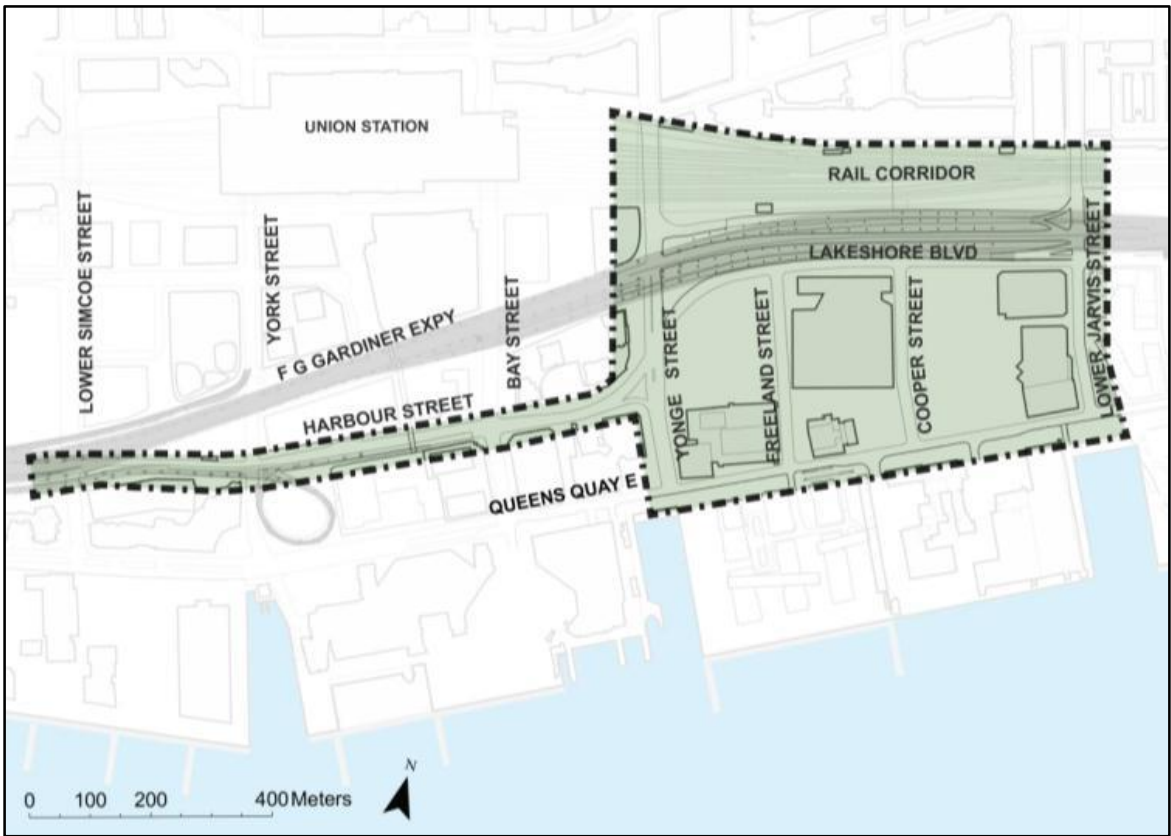 UNION STATION
RAIL CORRIDOR
LAKESHORE BLVD
LOWER SIMCOE STREET
YORK STREET
F G GARDINER EXPY
BAY STREET
HARBOUR STREET
YONGE STREET
FREELAND STREET
COOPER STREET
LOWER JARVIS STREET
QUEENS QUAY E
N
0 100 200 400 Meters